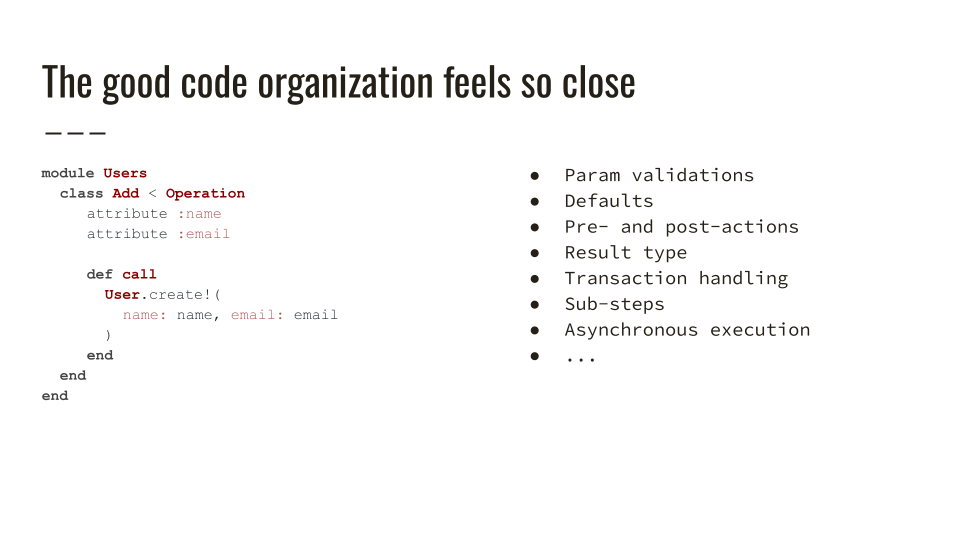 The good code organization feels so close
module Users
  class Add < Operation
     attribute :name
     attribute :email

     def call
       User.create!(
         name: name, email: email
       )
     end
  end
end
● Param validations
● Defaults
● Pre- and post-actions
● Result type
● Transaction handling
● Sub-steps
● Asynchronous execution
● ...